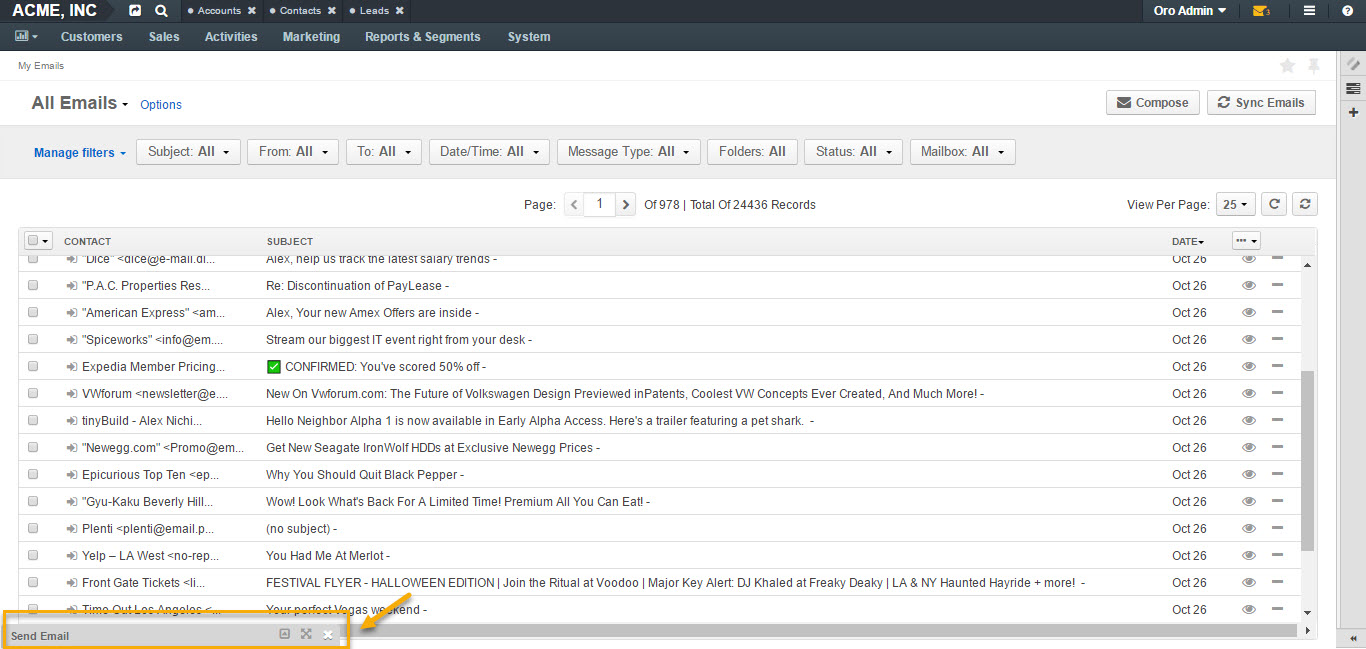 ACME, INC • Accounts ✖ • Contacts ✖ • Leads ✖ Oro Admin 3
Customers Sales Activities Marketing Reports & Segments System
My Emails
All Emails Options Compose Sync Emails
Manage filters Subject: All From: All To: All Date/Time: All Message Type: All Folders: All Status: All Mailbox: All
Page: 1 Of 978 | Total Of 24436 Records View Per Page: 25
CONTACT SUBJECT DATE
"Dice" <dice@e-mail.di... Alex, help us track the latest salary trends - Oct 26
"P.A.C. Properties Res... Re: Discontinuation of PayLease - Oct 26
"American Express" <am... Alex, Your new Amex Offers are inside - Oct 26
"Spiceworks" <info@em.... Stream our biggest IT event right from your desk - Oct 26
Expedia Member Pricing... ✅ CONFIRMED: You've scored 50% off - Oct 26
VWforum <newsletter@e.... New On Vwforum.com: The Future of Volkswagen Design Previewed inPatents, Coolest VW Concepts Ever Created, And Much More! - Oct 26
tinyBuild - Alex Nichi... Hello Neighbor Alpha 1 is now available in Early Alpha Access. Here's a trailer featuring a pet shark. - Oct 26
"Newegg.com" <Promo@em... Get New Seagate IronWolf HDDs at Exclusive Newegg Prices - Oct 26
Epicurious Top Ten <ep... Why You Should Quit Black Pepper - Oct 26
"Gyu-Kaku Beverly Hill... Wow! Look What's Back For A Limited Time! Premium All You Can Eat! - Oct 26
Plenti <plenti@email.p... (no subject) - Oct 26
Yelp – LA West <no-rep... You Had Me At Merlot - Oct 26
Front Gate Tickets <li... FESTIVAL FLYER - HALLOWEEN EDITION | Join the Ritual at Voodoo | Major Key Alert: DJ Khaled at Freaky Deaky | LA & NY Haunted Hayride + more! - Oct 26
Time Out Los Angeles <... Your perfect Vegas weekend - Oct 26
Send Email